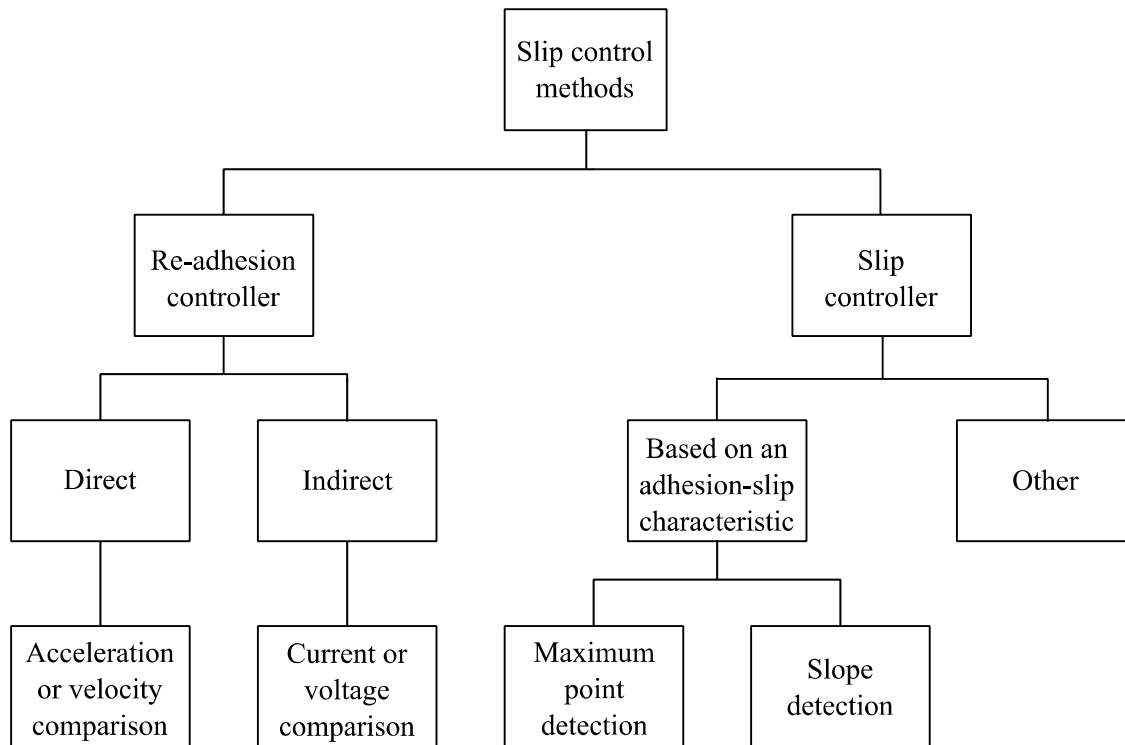 Slip control
methods
Re-adhesion
controller
Slip
controller
Direct
Indirect
Based on an
adhesion-slip
characteristic
Other
Acceleration
or velocity
comparison
Current or
voltage
comparison
Maximum
point
detection
Slope
detection